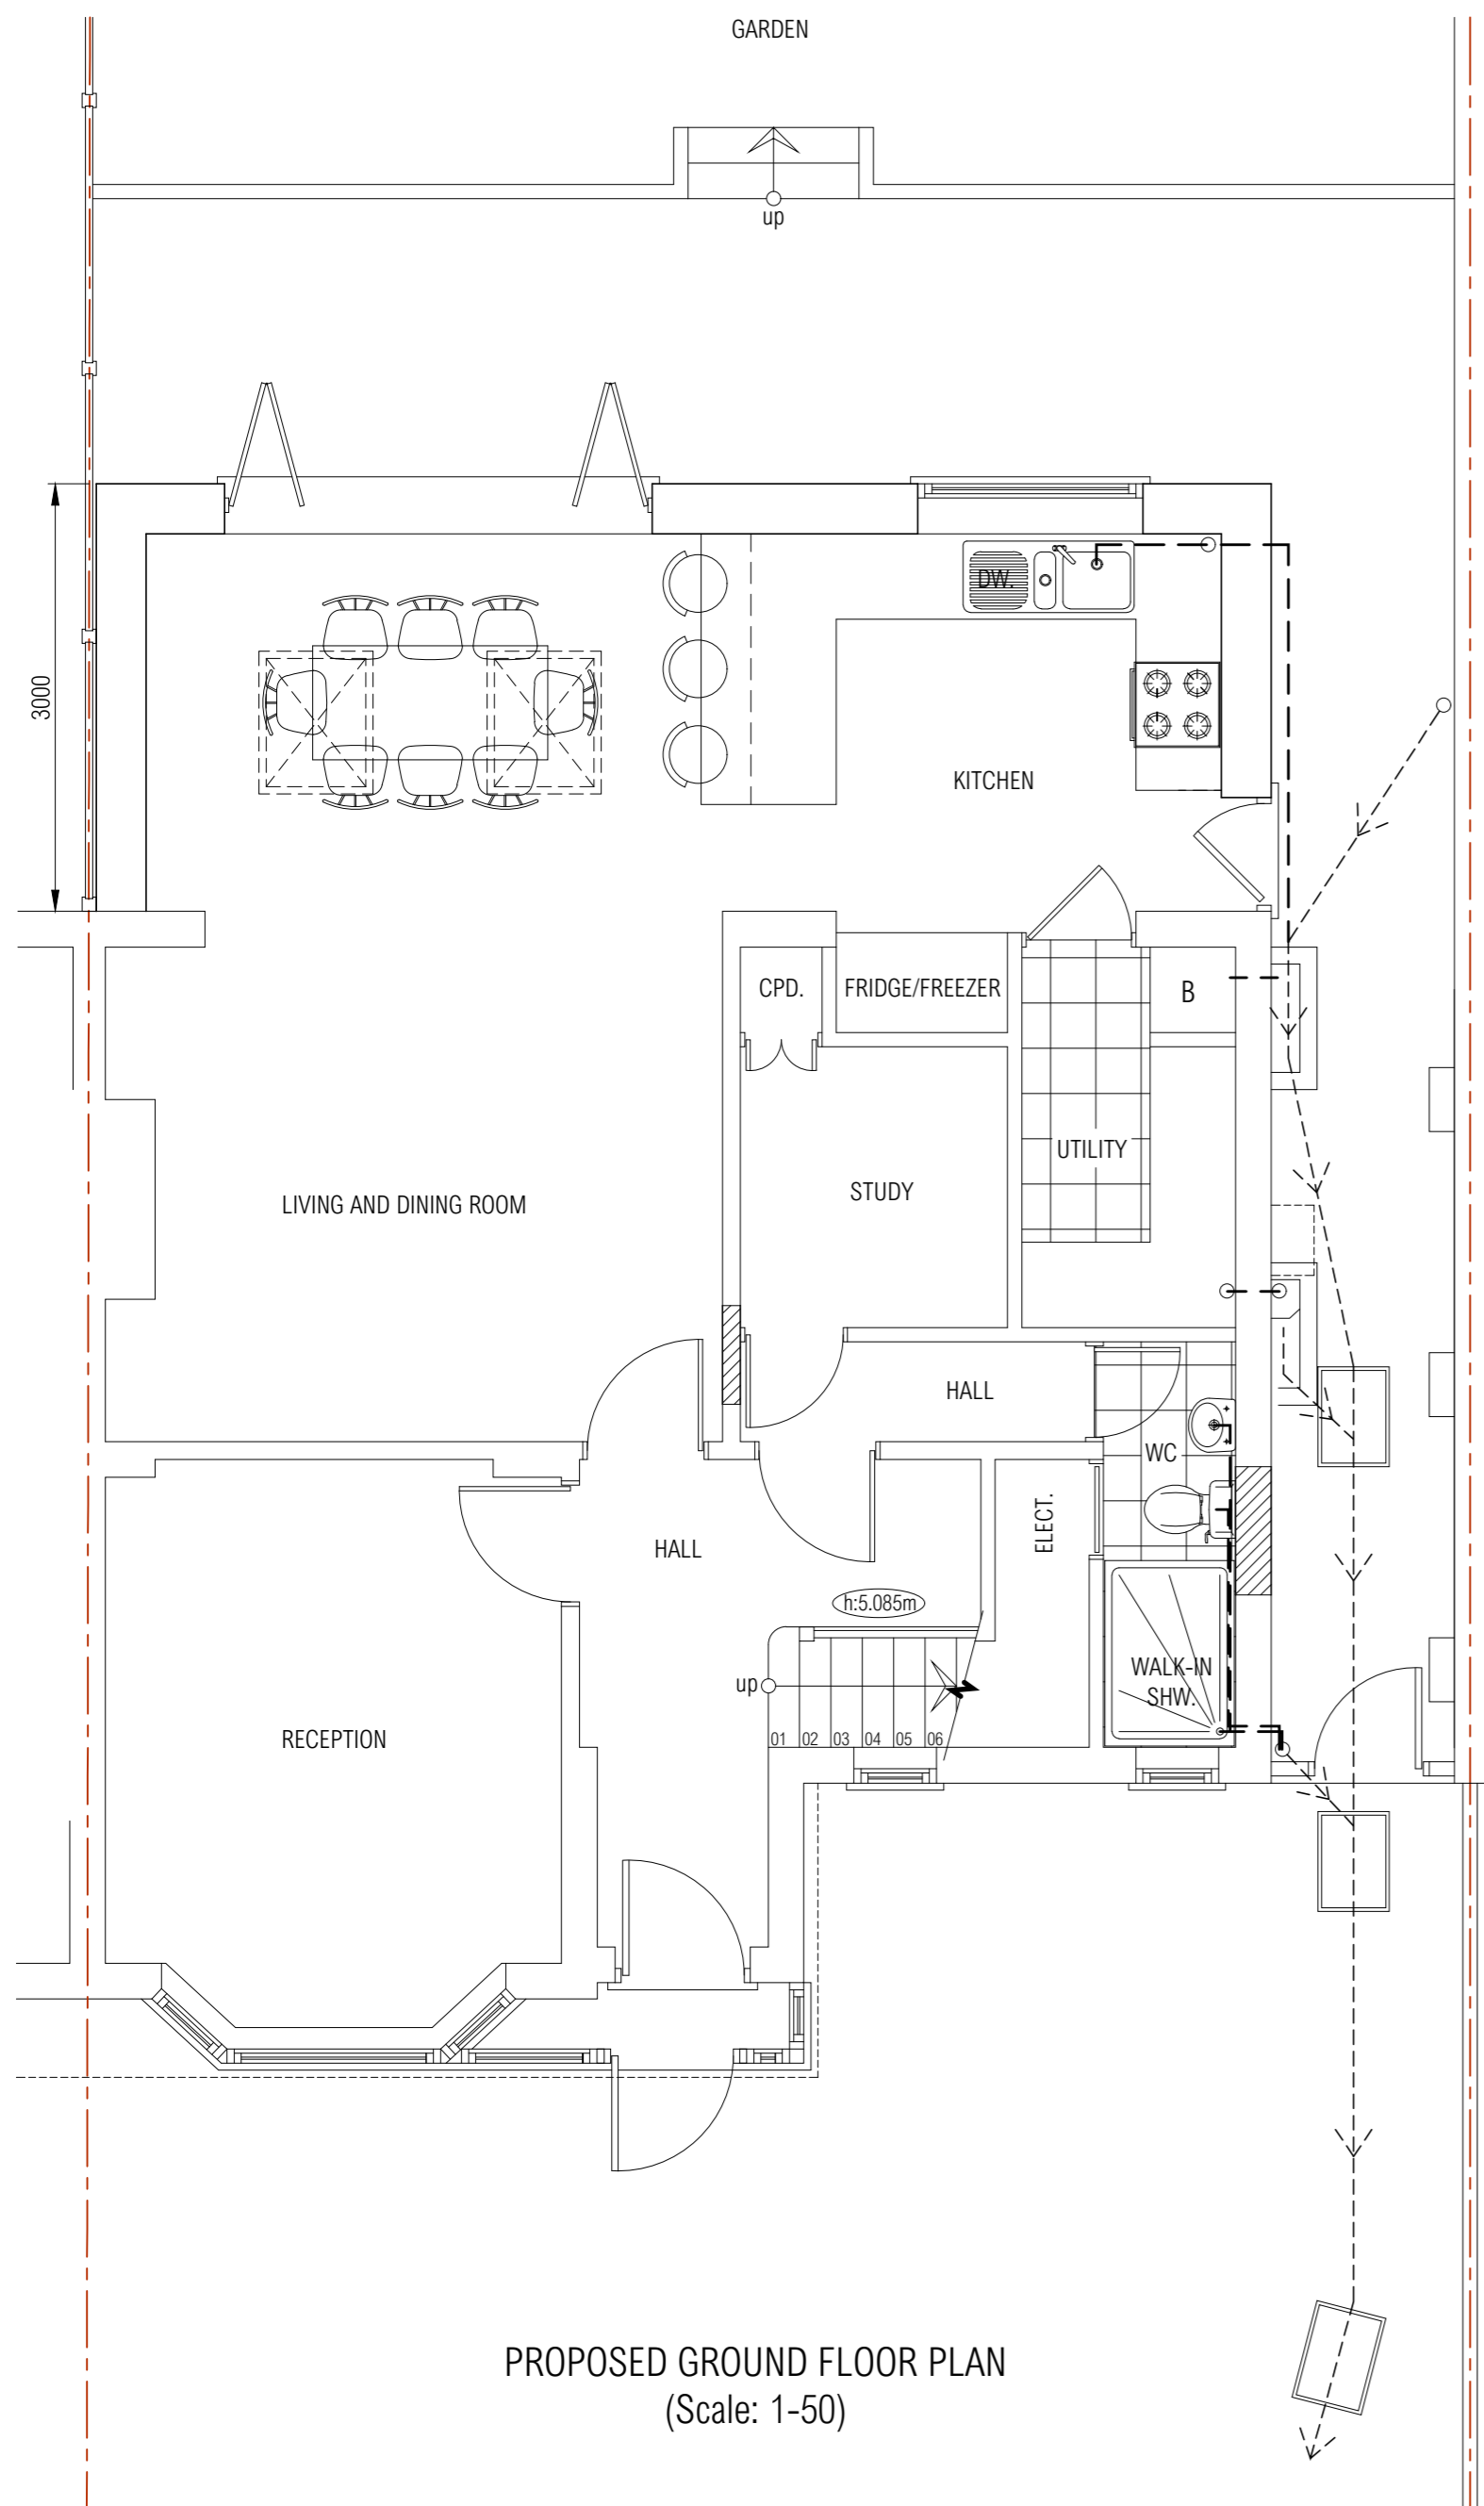 GARDEN
up
3000
DW.
KITCHEN
CPD.
FRIDGE/FREEZER
B
UTILITY
STUDY
LIVING AND DINING ROOM
HALL
WC
ELECT.
HALL
h:5.085m
WALK-IN
SHW.
up
RECEPTION
01 02 03 04 05 06
PROPOSED GROUND FLOOR PLAN
(Scale: 1-50)